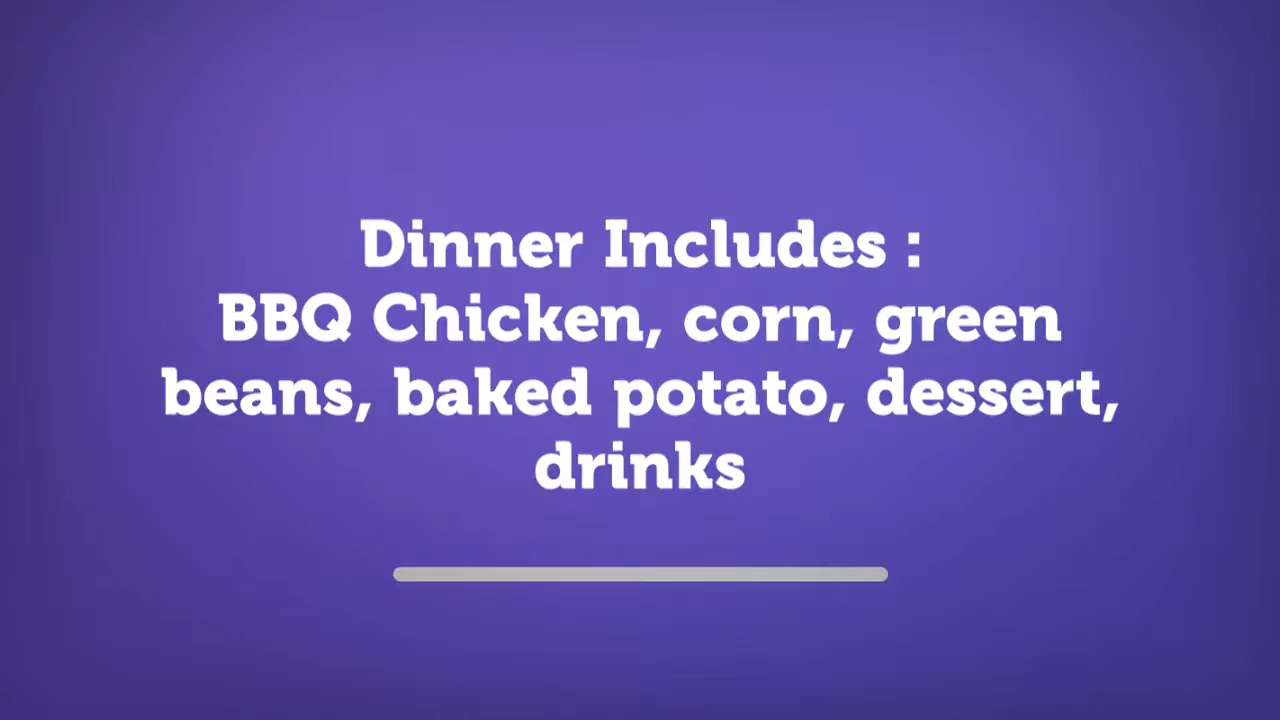 Dinner Includes :
BBQ Chicken, corn, green
beans, baked potato, dessert,
drinks